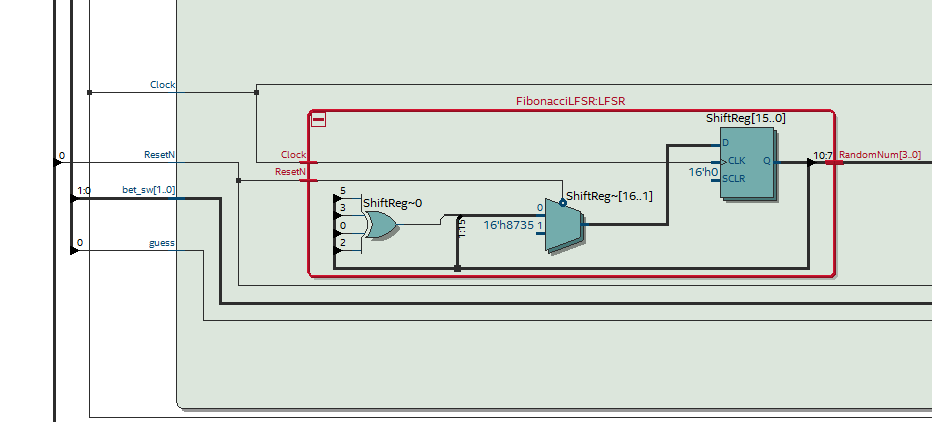 Clock
FibonacciLFSR:LFSR
ShiftReg[15..0]
D
0
ResetN
Clock
CLK
Q
10:7
RandomNum[3..0]
ResetN
16'h0
SCLR
1:0
bet_sw[1..0]
5
ShiftReg~0
ShiftReg~[16..1]
3
0
0
16'h8735
1
1:15
2
0
guess